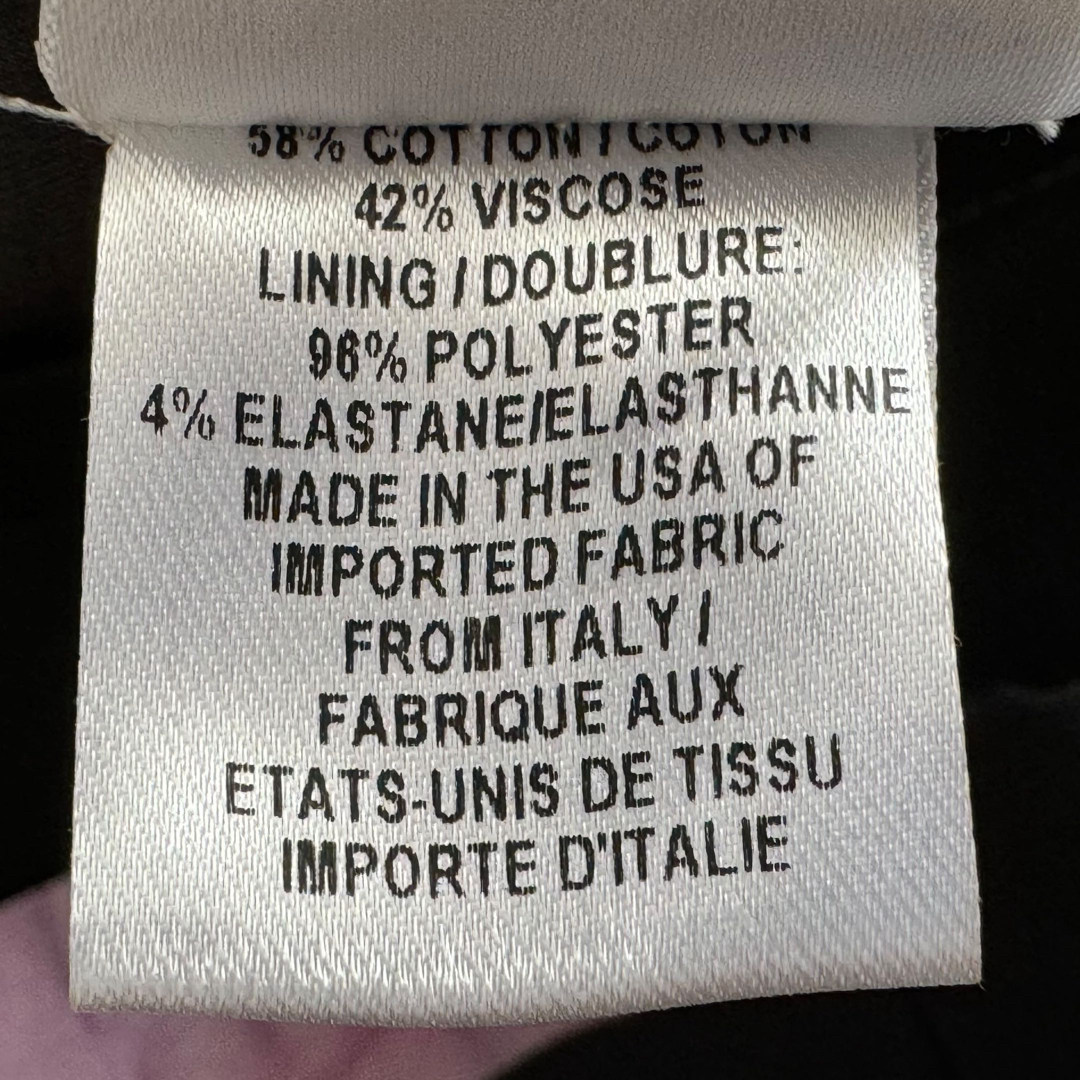 58% COTTON / COTON
42% VISCOSE
LINING / DOUBLURE:
96% POLYESTER
4% ELASTANE/ELASTHANNE
MADE IN THE USA OF
IMPORTED FABRIC
FROM ITALY /
FABRIQUE AUX
ETATS-UNIS DE TISSU
IMPORTE D'ITALIE